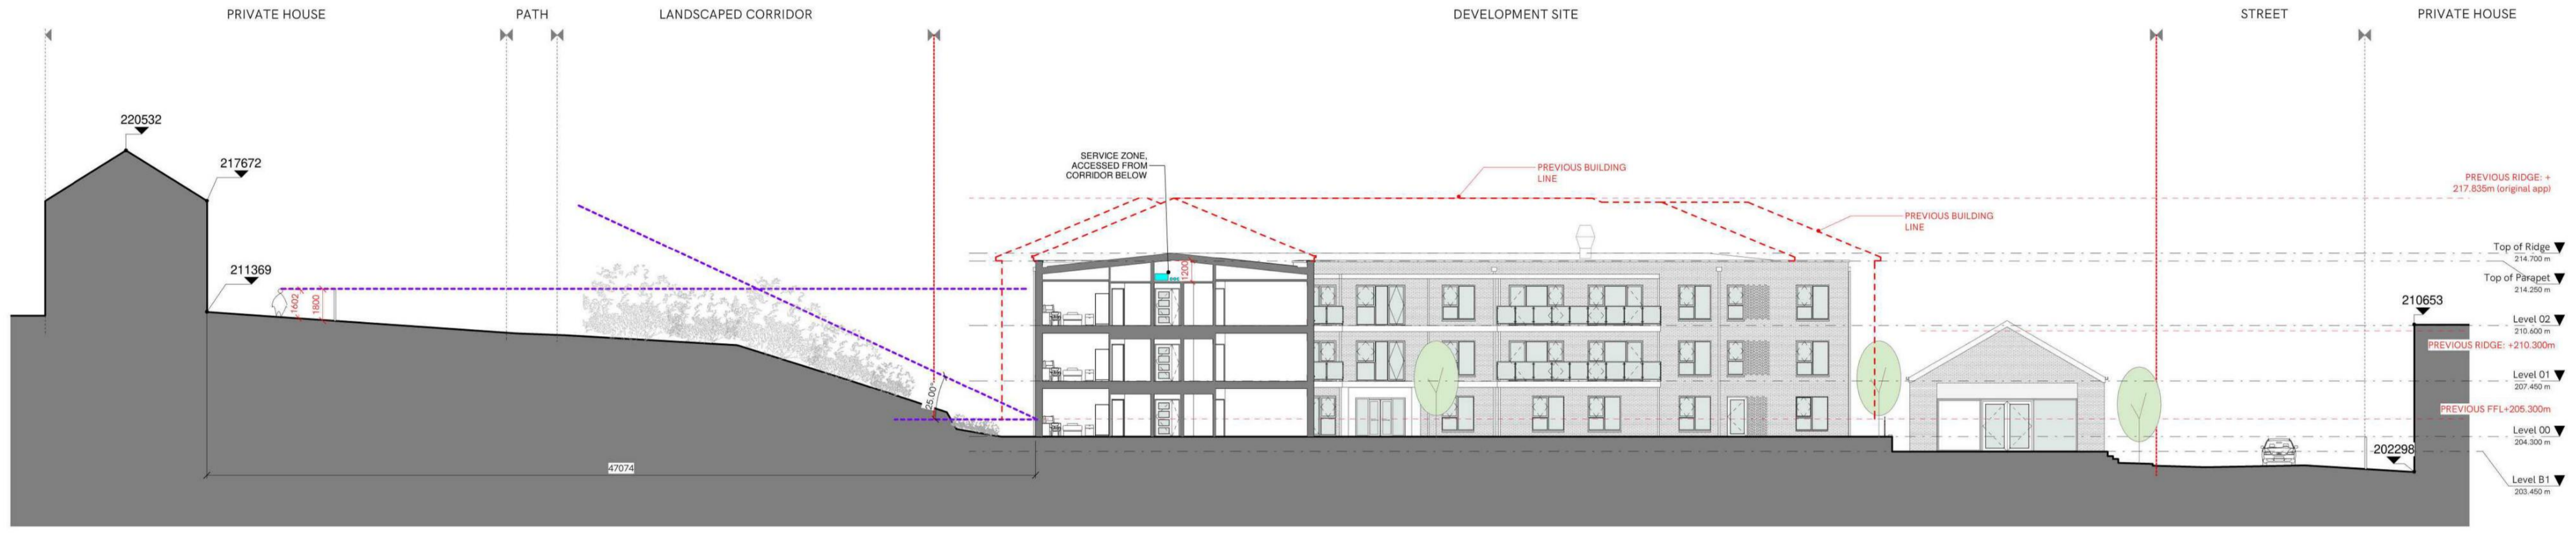 PRIVATE HOUSE
PATH
LANDSCAPED CORRIDOR
DEVELOPMENT SITE
STREET
PRIVATE HOUSE
220532
217672
211369
1602
1800
SERVICE ZONE,
ACCESSED FROM
CORRIDOR BELOW
1200
PREVIOUS BUILDING
LINE
PREVIOUS BUILDING
LINE
25.00°
47074
PREVIOUS RIDGE: +
217.835m (original app)
Top of Ridge
214.700 m
Top of Parapet
214.250 m
210653
Level 02
210.600 m
PREVIOUS RIDGE: +210.300m
Level 01
207.450 m
PREVIOUS FFL+205.300m
Level 00
204.300 m
202298
Level B1
203.450 m